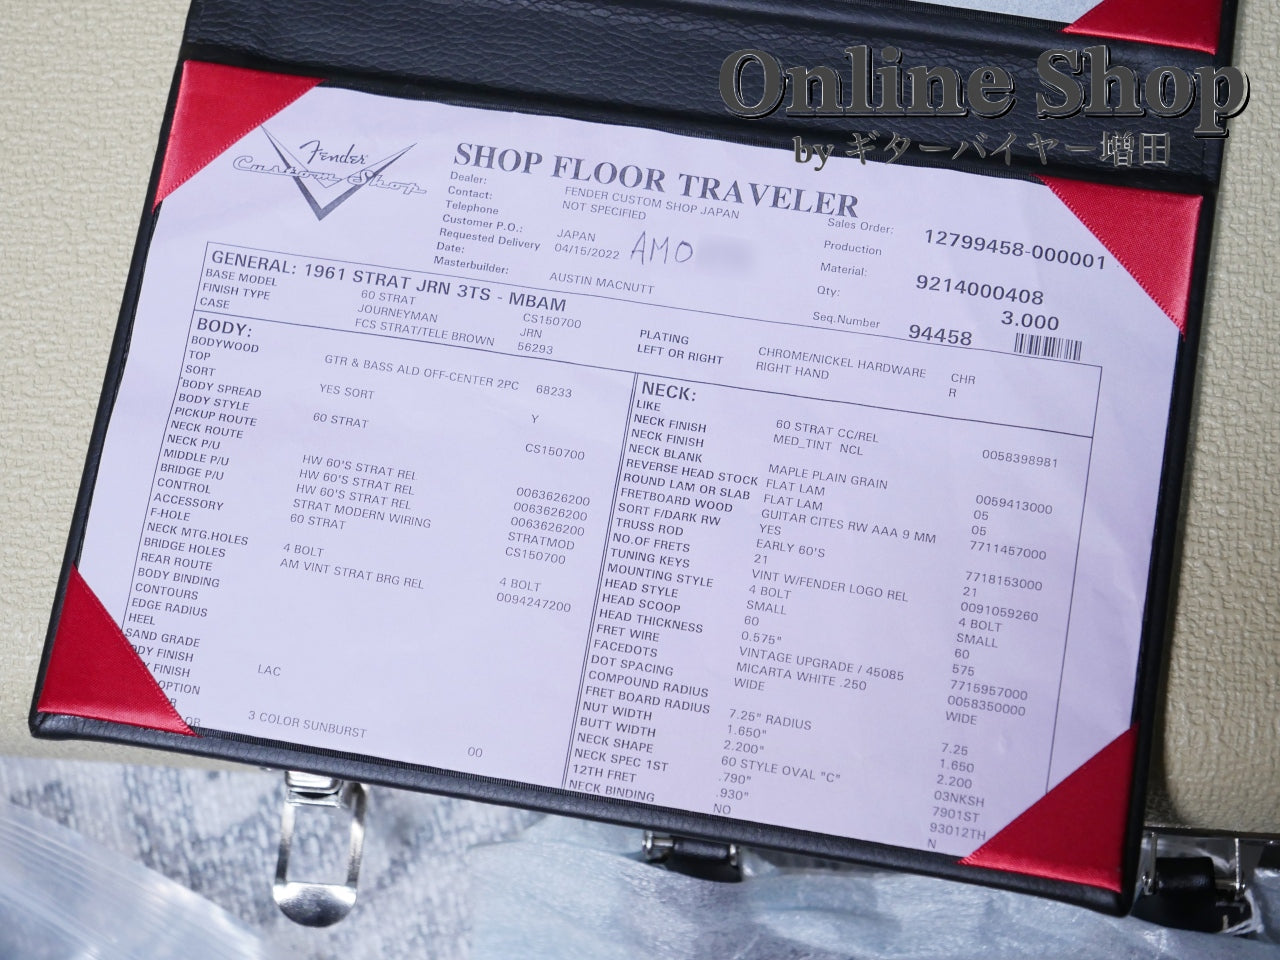 Online Shop
by ギターバイヤー増田
Fender
Custom Shop
SHOP FLOOR TRAVELER
Dealer: FENDER CUSTOM SHOP JAPAN
Contact: NOT SPECIFIED
Telephone
Customer P.O.: JAPAN AMO
Requested Delivery Date: 04/15/2022
Masterbuilder: AUSTIN MACNUTT
Sales Order: 12799458-000001
Production
Material: 9214000408
Qty: 3.000
Seq.Number 94458
GENERAL: 1961 STRAT JRN 3TS - MBAM
BASE MODEL 60 STRAT CS150700
FINISH TYPE JOURNEYMAN JRN
CASE FCS STRAT/TELE BROWN 56293
PLATING CHROME/NICKEL HARDWARE CHR
LEFT OR RIGHT RIGHT HAND R
BODY:
BODYWOOD GTR & BASS ALD OFF-CENTER 2PC 68233
TOP
SORT YES SORT Y
BODY SPREAD
BODY STYLE 60 STRAT CS150700
PICKUP ROUTE
NECK ROUTE
NECK P/U HW 60'S STRAT REL 0063626200
MIDDLE P/U HW 60'S STRAT REL 0063626200
BRIDGE P/U HW 60'S STRAT REL 0063626200
CONTROL STRAT MODERN WIRING STRATMOD
ACCESSORY 60 STRAT CS150700
F-HOLE
NECK MTG.HOLES 4 BOLT 4 BOLT
BRIDGE HOLES AM VINT STRAT BRG REL 0094247200
REAR ROUTE
BODY BINDING
CONTOURS
EDGE RADIUS
HEEL
SAND GRADE
DY FINISH LAC
Y FINISH
OPTION
R
OR 3 COLOR SUNBURST 00
NECK:
LIKE 60 STRAT CC/REL 0058398981
NECK FINISH MED_TINT NCL
NECK FINISH
NECK BLANK MAPLE PLAIN GRAIN 0059413000
REVERSE HEAD STOCK FLAT LAM 05
ROUND LAM OR SLAB FLAT LAM 05
FRETBOARD WOOD GUITAR CITES RW AAA 9 MM 7711457000
SORT F/DARK RW YES
TRUSS ROD EARLY 60'S 7718153000
NO.OF FRETS 21 21
TUNING KEYS VINT W/FENDER LOGO REL 0091059260
MOUNTING STYLE 4 BOLT 4 BOLT
HEAD STYLE SMALL SMALL
HEAD SCOOP 60 60
HEAD THICKNESS 0.575" 575
FRET WIRE VINTAGE UPGRADE / 45085 7715957000
FACEDOTS MICARTA WHITE .250 0058350000
DOT SPACING WIDE WIDE
COMPOUND RADIUS
FRET BOARD RADIUS 7.25" RADIUS 7.25
NUT WIDTH 1.650" 1.650
BUTT WIDTH 2.200" 2.200
NECK SHAPE 60 STYLE OVAL "C" 03NKSH
NECK SPEC 1ST .790" 7901ST
12TH FRET .930" 93012TH
NECK BINDING NO N